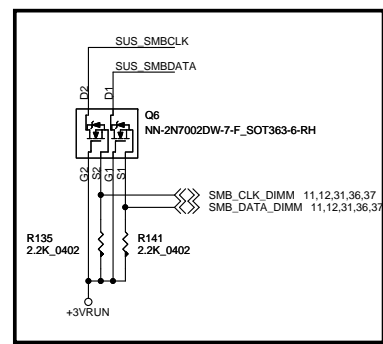 SUS_SMBCLK
SUS_SMBDATA
D2
D1
Q6
NN-2N7002DW-7-F_SOT363-6-RH
G2
S2
G1
S1
SMB_CLK_DIMM 11,12,31,36,37
SMB_DATA_DIMM 11,12,31,36,37
R135
2.2K_0402
R141
2.2K_0402
+3VRUN